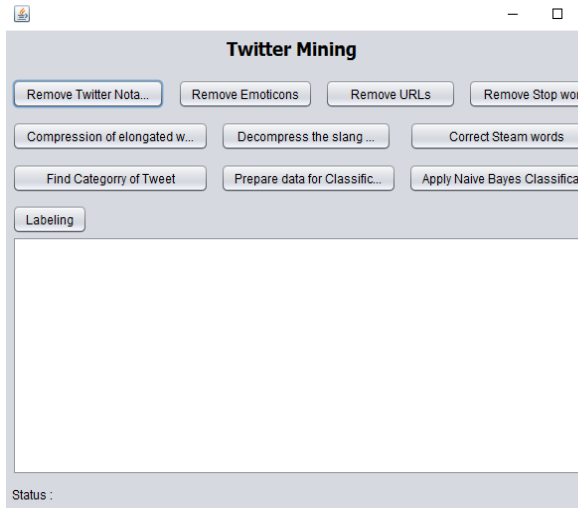 Twitter Mining
Remove Twitter Nota... Remove Emoticons Remove URLs Remove Stop wor
Compression of elongated w... Decompress the slang ... Correct Steam words
Find Categorry of Tweet Prepare data for Classific... Apply Naive Bayes Classifica
Labeling
Status :